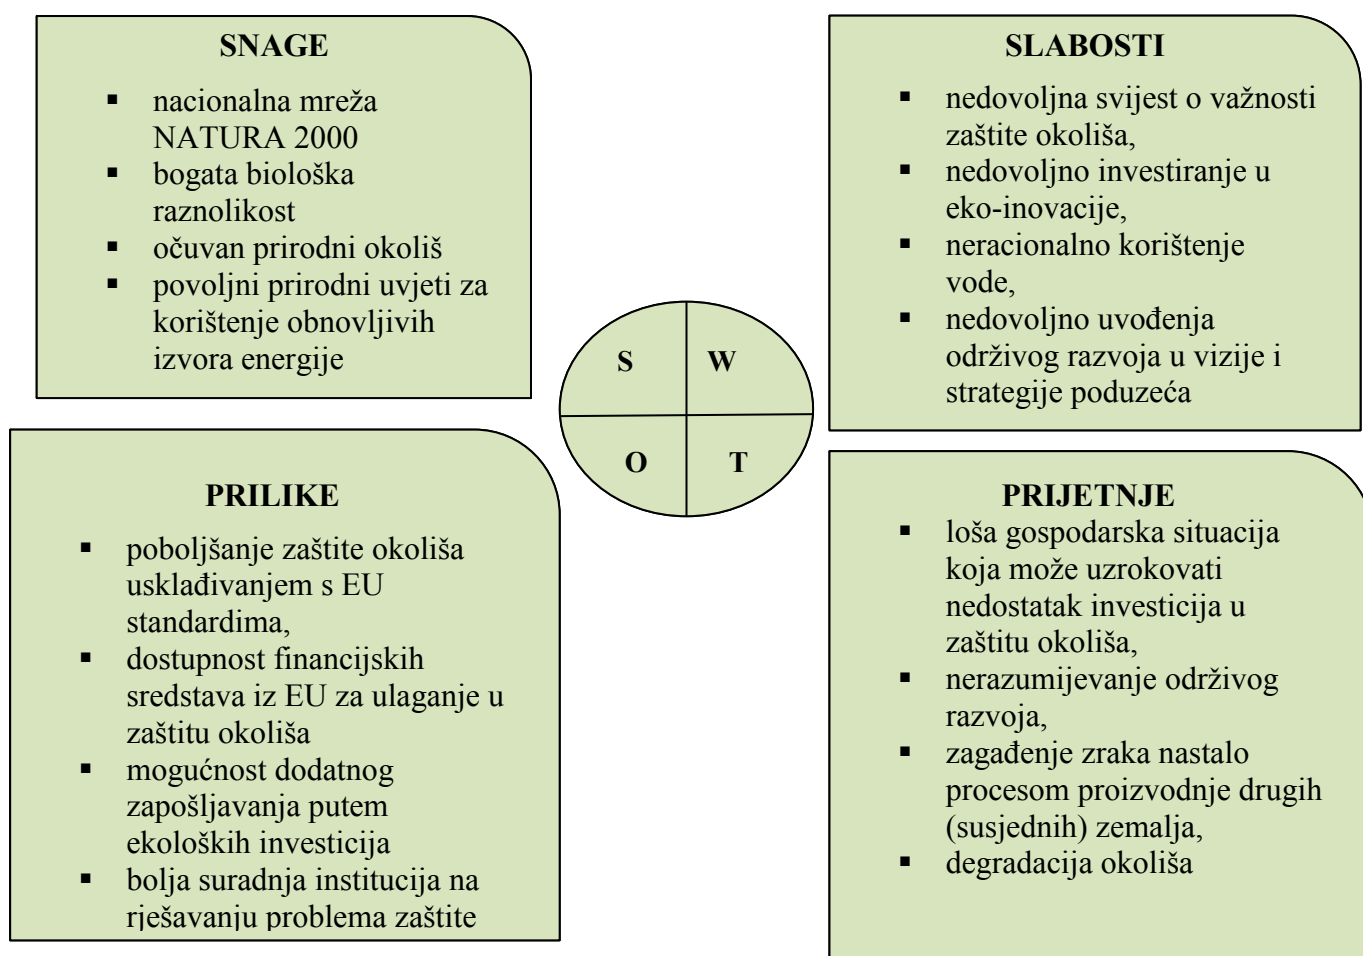 SNAGE
▪ nacionalna mreža
NATURA 2000
▪ bogata biološka
raznolikost
▪ očuvan prirodni okoliš
▪ povoljni prirodni uvjeti za
korištenje obnovljivih
izvora energije
SLABOSTI
▪ nedovoljna svijest o važnosti
zaštite okoliša,
▪ nedovoljno investiranje u
eko-inovacije,
▪ neracionalno korištenje
vode,
▪ nedovoljno uvođenja
održivog razvoja u vizije i
strategije poduzeća
S W
O T
PRILIKE
▪ poboljšanje zaštite okoliša
usklađivanjem s EU
standardima,
▪ dostupnost financijskih
sredstava iz EU za ulaganje u
zaštitu okoliša
▪ mogućnost dodatnog
zapošljavanja putem
ekoloških investicija
▪ bolja suradnja institucija na
rješavanju problema zaštite
PRIJETNJE
▪ loša gospodarska situacija
koja može uzrokovati
nedostatak investicija u
zaštitu okoliša,
▪ nerazumijevanje održivog
razvoja,
▪ zagađenje zraka nastalo
procesom proizvodnje drugih
(susjednih) zemalja,
▪ degradacija okoliša